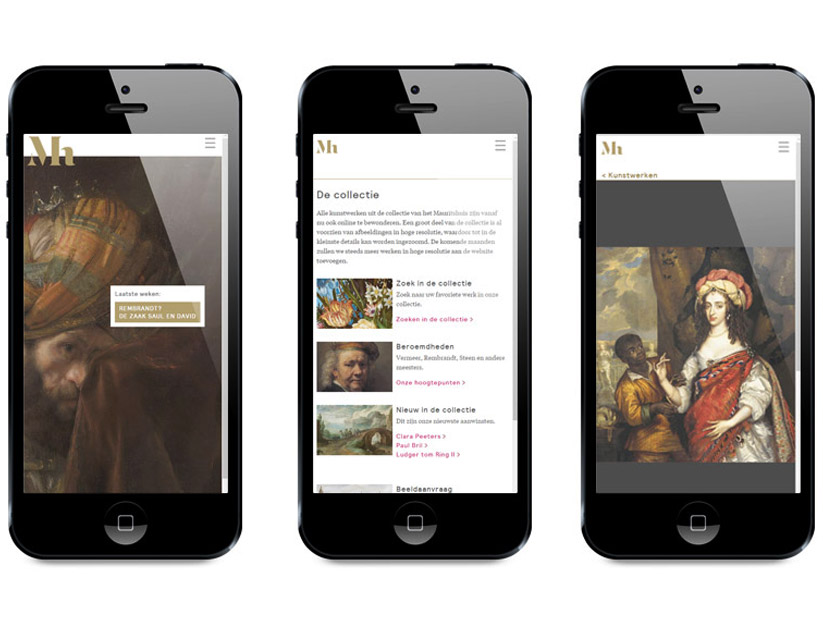 Mh
Laatste weken:
REMBRANDT?
DE ZAAK SAUL EN DAVID
Mh
De collectie
Alle kunstwerken uit de collectie van het Mauritshuis zijn vanaf
nu ook online te bewonderen. Een groot deel van de collectie is al
voorzien van afbeeldingen in hoge resolutie, waardoor tot in de
kleinste details kan worden ingezoomd. De komende maanden
zullen we steeds meer werken in hoge resolutie aan de website
toevoegen.
Zoek in de collectie
Zoek naar uw favoriete werk in onze
collectie.
Zoeken in de collectie >
Beroemdheden
Vermeer, Rembrandt, Steen en andere
meesters.
Onze hoogtepunten >
Nieuw in de collectie
Dit zijn onze nieuwste aanwinsten.
Clara Peeters >
Paul Bril >
Ludger tom Ring II >
Beeldaanvraag
Mh
< Kunstwerken